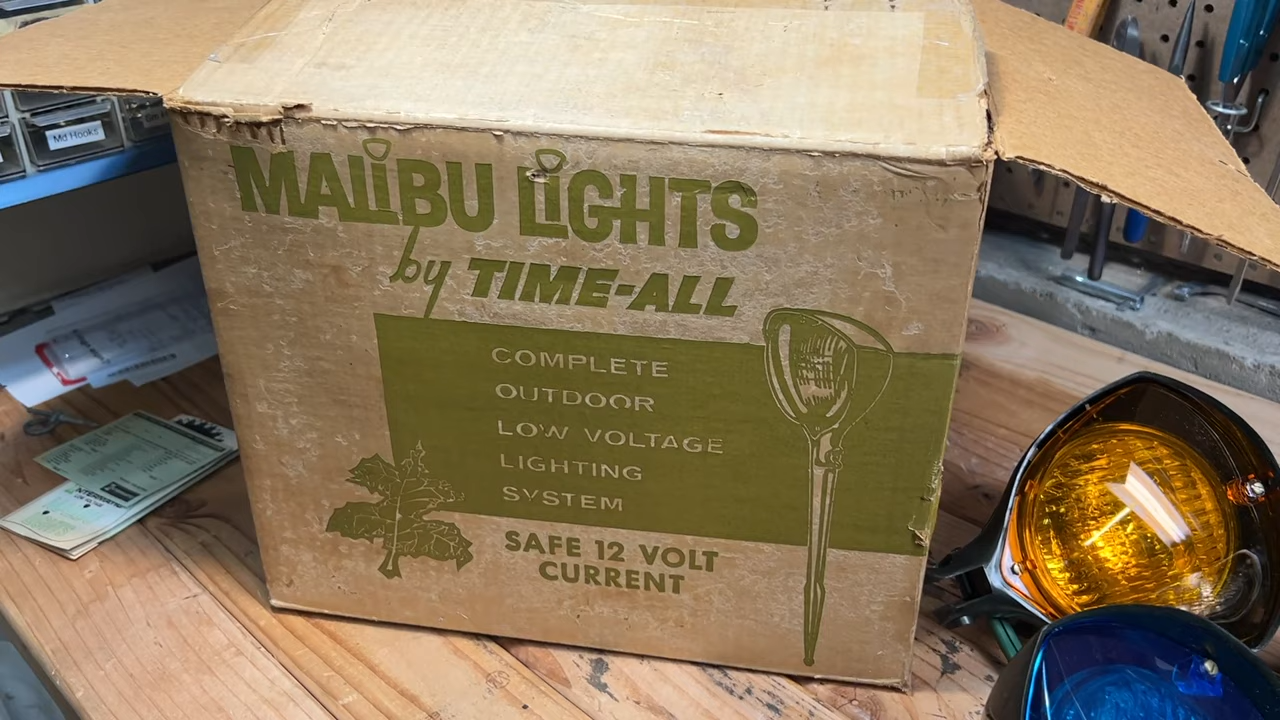 Md Hooks
MALiBU LiGHTS
by TIME-ALL
COMPLETE
OUTDOOR
LOW VOLTAGE
LIGHTING
SYSTEM
SAFE 12 VOLT
CURRENT